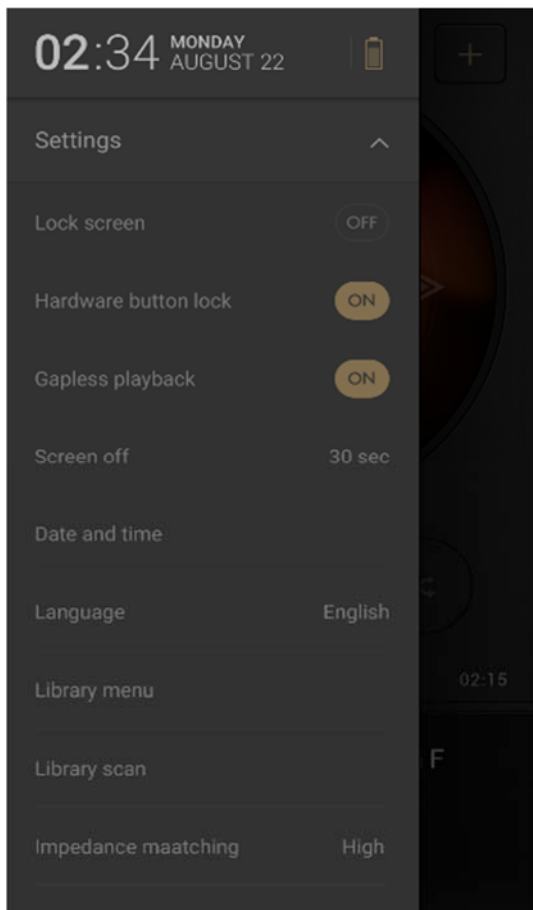 02:34 MONDAY
AUGUST 22
Settings
Lock screen OFF
Hardware button lock ON
Gapless playback ON
Screen off 30 sec
Date and time
Language English
Library menu
02:15
Library scan
F
Impedance maatching High